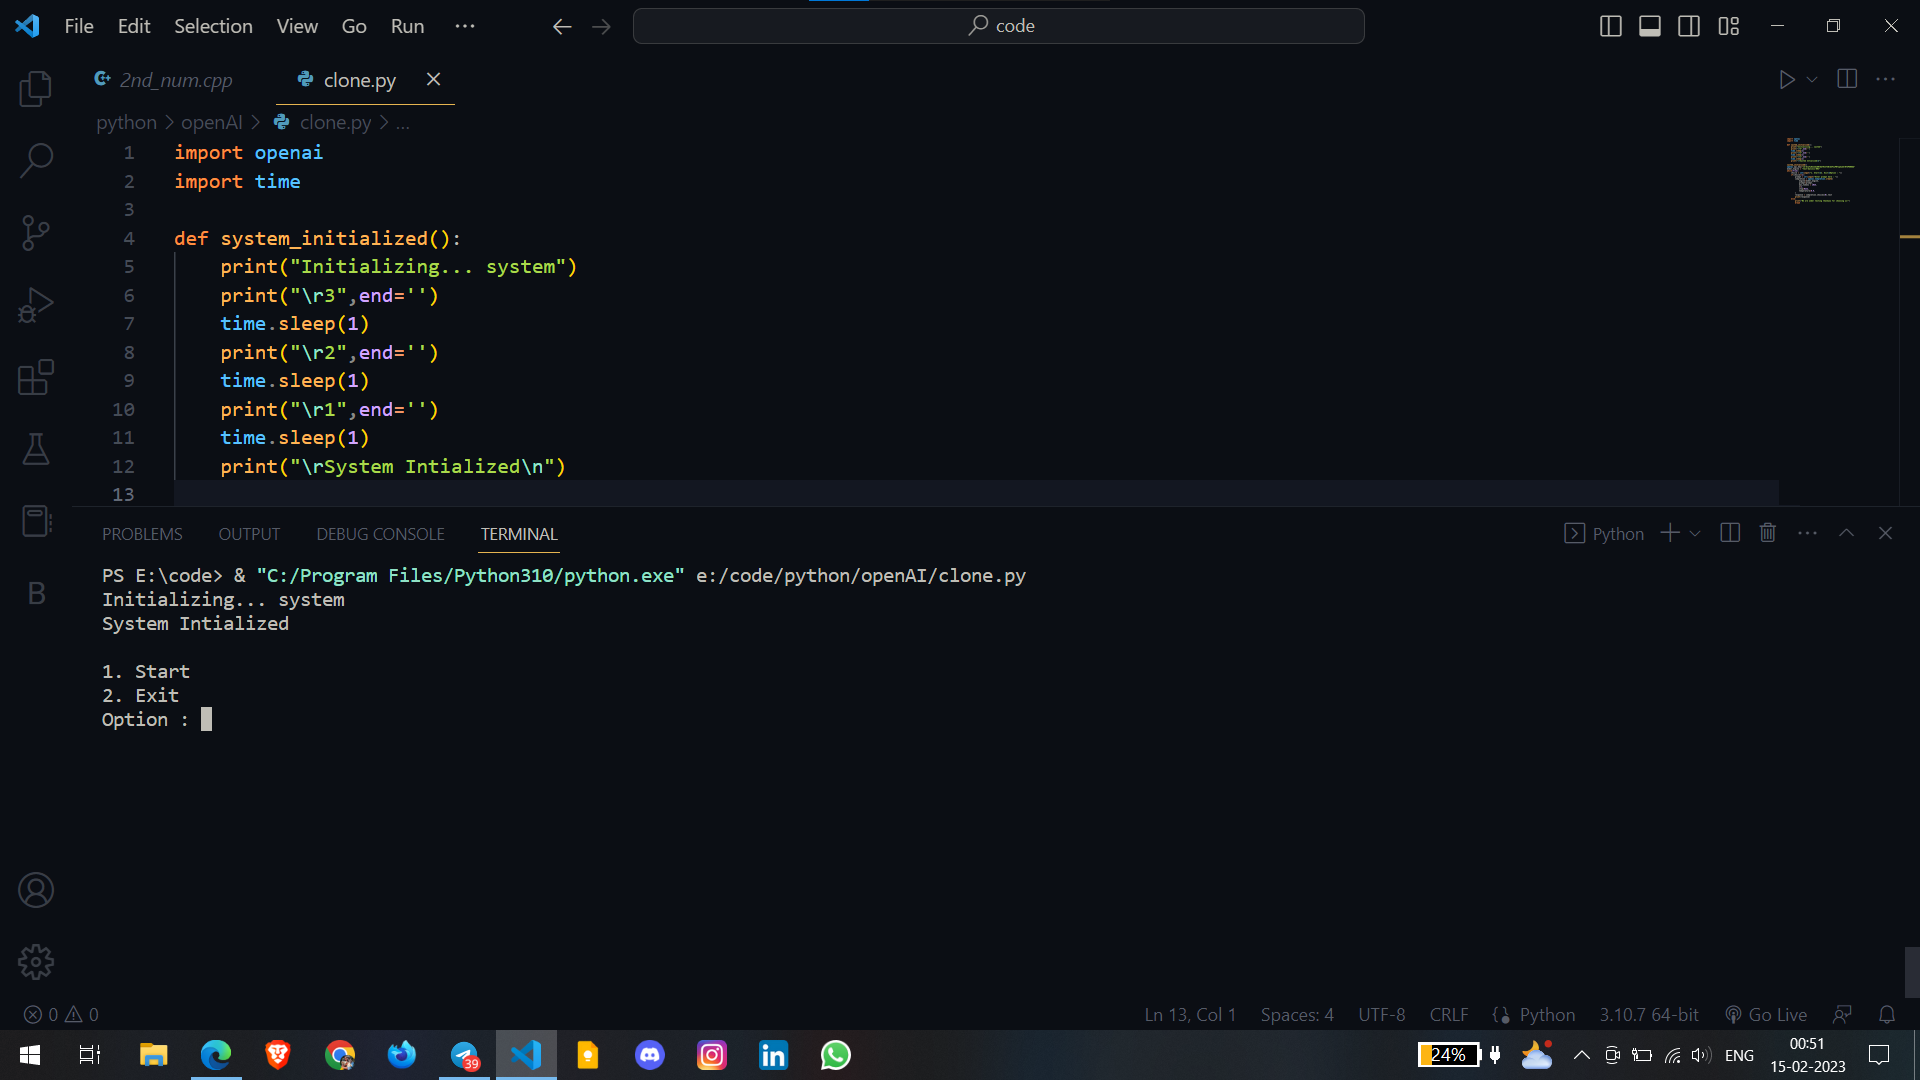 File Edit Selection View Go Run ...
code
2nd_num.cpp clone.py
python > openAI > clone.py > ...
1 import openai
2 import time
3
4 def system_initialized():
5     print("Initializing... system")
6     print("\r3",end='')
7     time.sleep(1)
8     print("\r2",end='')
9     time.sleep(1)
10     print("\r1",end='')
11     time.sleep(1)
12     print("\rSystem Intialized\n")
13
PROBLEMS OUTPUT DEBUG CONSOLE TERMINAL
Python
PS E:\code> & "C:/Program Files/Python310/python.exe" e:/code/python/openAI/clone.py
Initializing... system
System Intialized
1. Start
2. Exit
Option :
B
0 0
Ln 13, Col 1 Spaces: 4 UTF-8 CRLF Python 3.10.7 64-bit Go Live
39
24%
ENG
00:51
15-02-2023